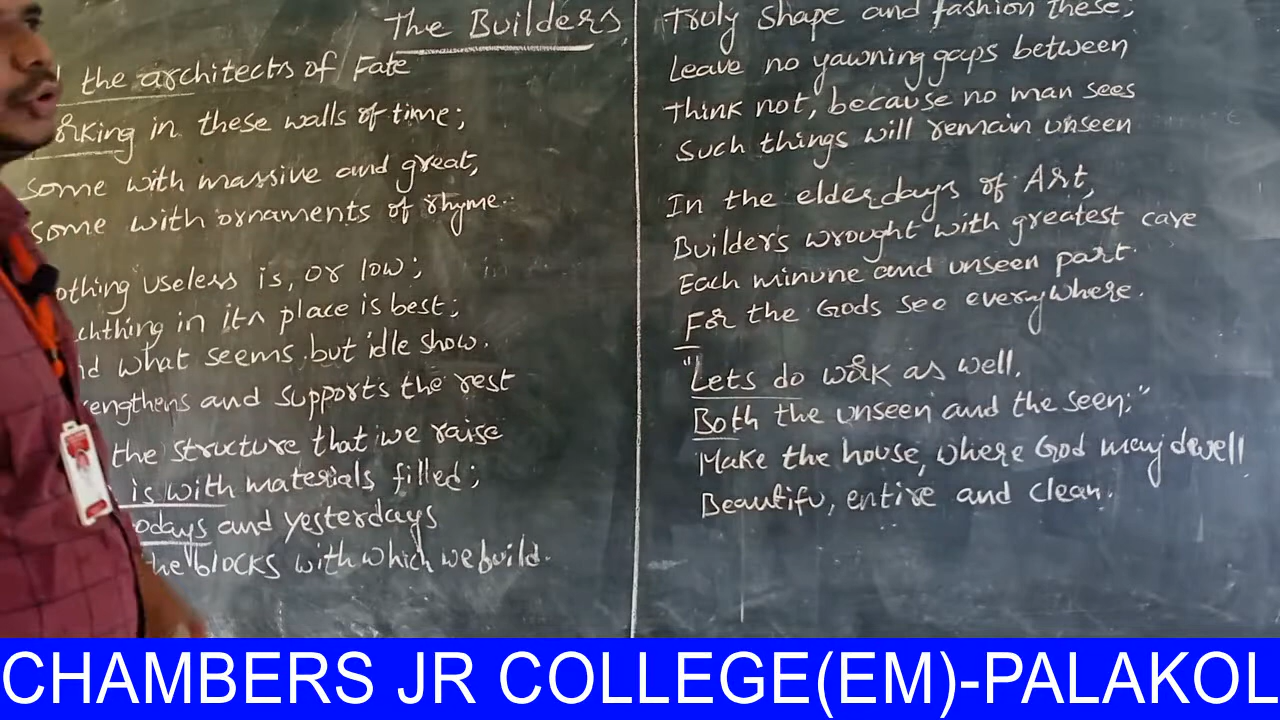 The Builders
the architects of Fate
working in these walls of time;
Some with massive and great,
Some with ornaments of rhyme.
othing useless is, or low;
chthing in its place is best;
nd what seems but idle show.
rengthens and supports the rest
the structure that we raise
is with materials filled;
odays and yesterdays
the blocks with which we build.
Truly shape and fashion these;
Leave no yawning gaps between
Think not, because no man sees
Such things will remain unseen
In the elder days of Art,
Builders wrought with greatest care
Each minune and unseen part.
For the Gods see everywhere.
"Lets do work as well,
Both the unseen and the seen;"
Make the house, where God may dwell
Beautifu, entire and clean.
CHAMBERS JR COLLEGE(EM)-PALAKOL